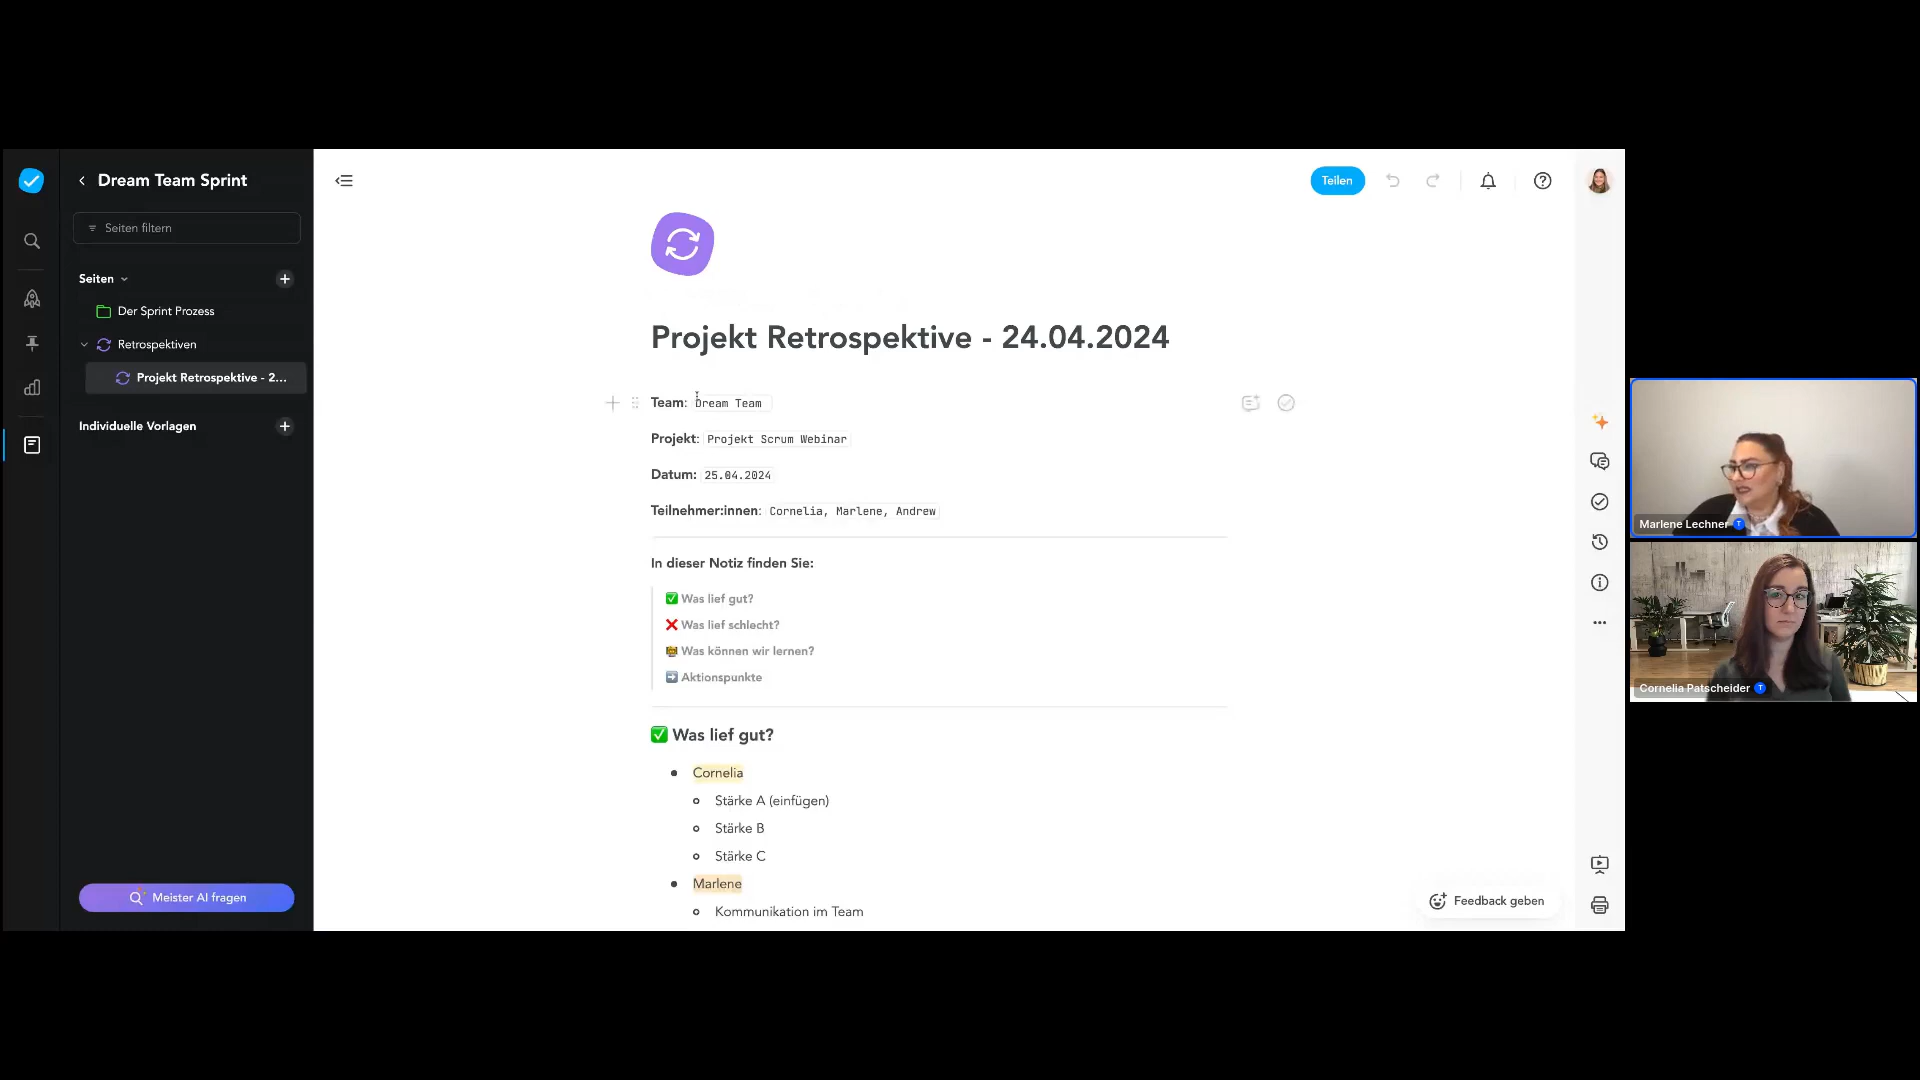 Dream Team Sprint
Seiten filtern
Seiten
Der Sprint Prozess
Retrospektiven
Projekt Retrospektive - 2...
Individuelle Vorlagen
Meister AI fragen
Teilen
Projekt Retrospektive - 24.04.2024
Team: Dream Team
Projekt: Projekt Scrum Webinar
Datum: 25.04.2024
Teilnehmer:innen: Cornelia, Marlene, Andrew
In dieser Notiz finden Sie:
✅ Was lief gut?
❌ Was lief schlecht?
🤓 Was können wir lernen?
➡️ Aktionspunkte
✅ Was lief gut?
Cornelia
Stärke A (einfügen)
Stärke B
Stärke C
Marlene
Kommunikation im Team
Feedback geben
Marlene Lechner T
Cornelia Patscheider T